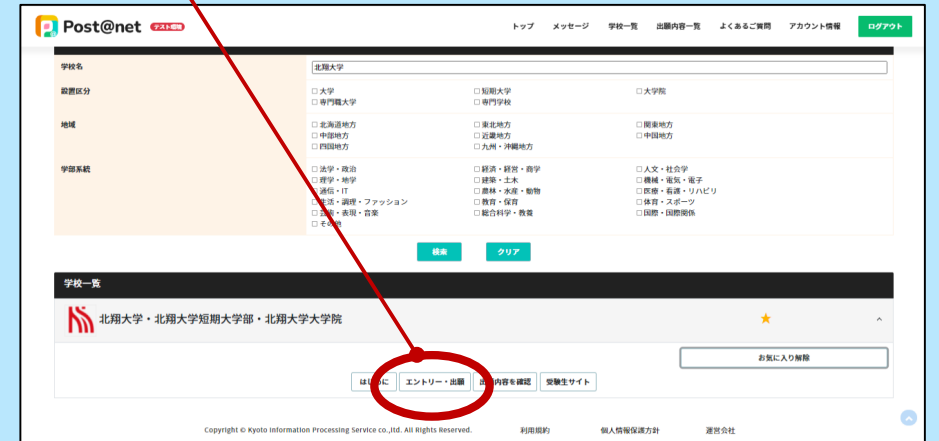 Post@net テスト環境
トップ メッセージ 学校一覧 出願内容一覧 よくあるご質問 アカウント情報 ログアウト
学校名 北翔大学
設置区分 □ 大学 □ 短期大学 □ 大学院
□ 専門職大学 □ 専門学校
地域 □ 北海道地方 □ 東北地方 □ 関東地方
□ 中部地方 □ 近畿地方 □ 中国地方
□ 四国地方 □ 九州・沖縄地方
学部系統 □ 法学・政治 □ 経済・経営・商学 □ 人文・社会学
□ 理学・地学 □ 建築・土木 □ 機械・電気・電子
□ 通信・IT □ 農林・水産・動物 □ 医療・看護・リハビリ
□ 生活・調理・ファッション □ 教育・保育 □ 体育・スポーツ
□ 芸術・表現・音楽 □ 総合科学・教養 □ 国際・国際関係
□ その他
検索 クリア
学校一覧
北翔大学・北翔大学短期大学部・北翔大学大学院
お気に入り解除
はじめに エントリー・出願 出願内容を確認 受験生サイト
Copyright © Kyoto Information Processing Service co.,ltd. All Rights Reserved. 利用規約 個人情報保護方針 運営会社